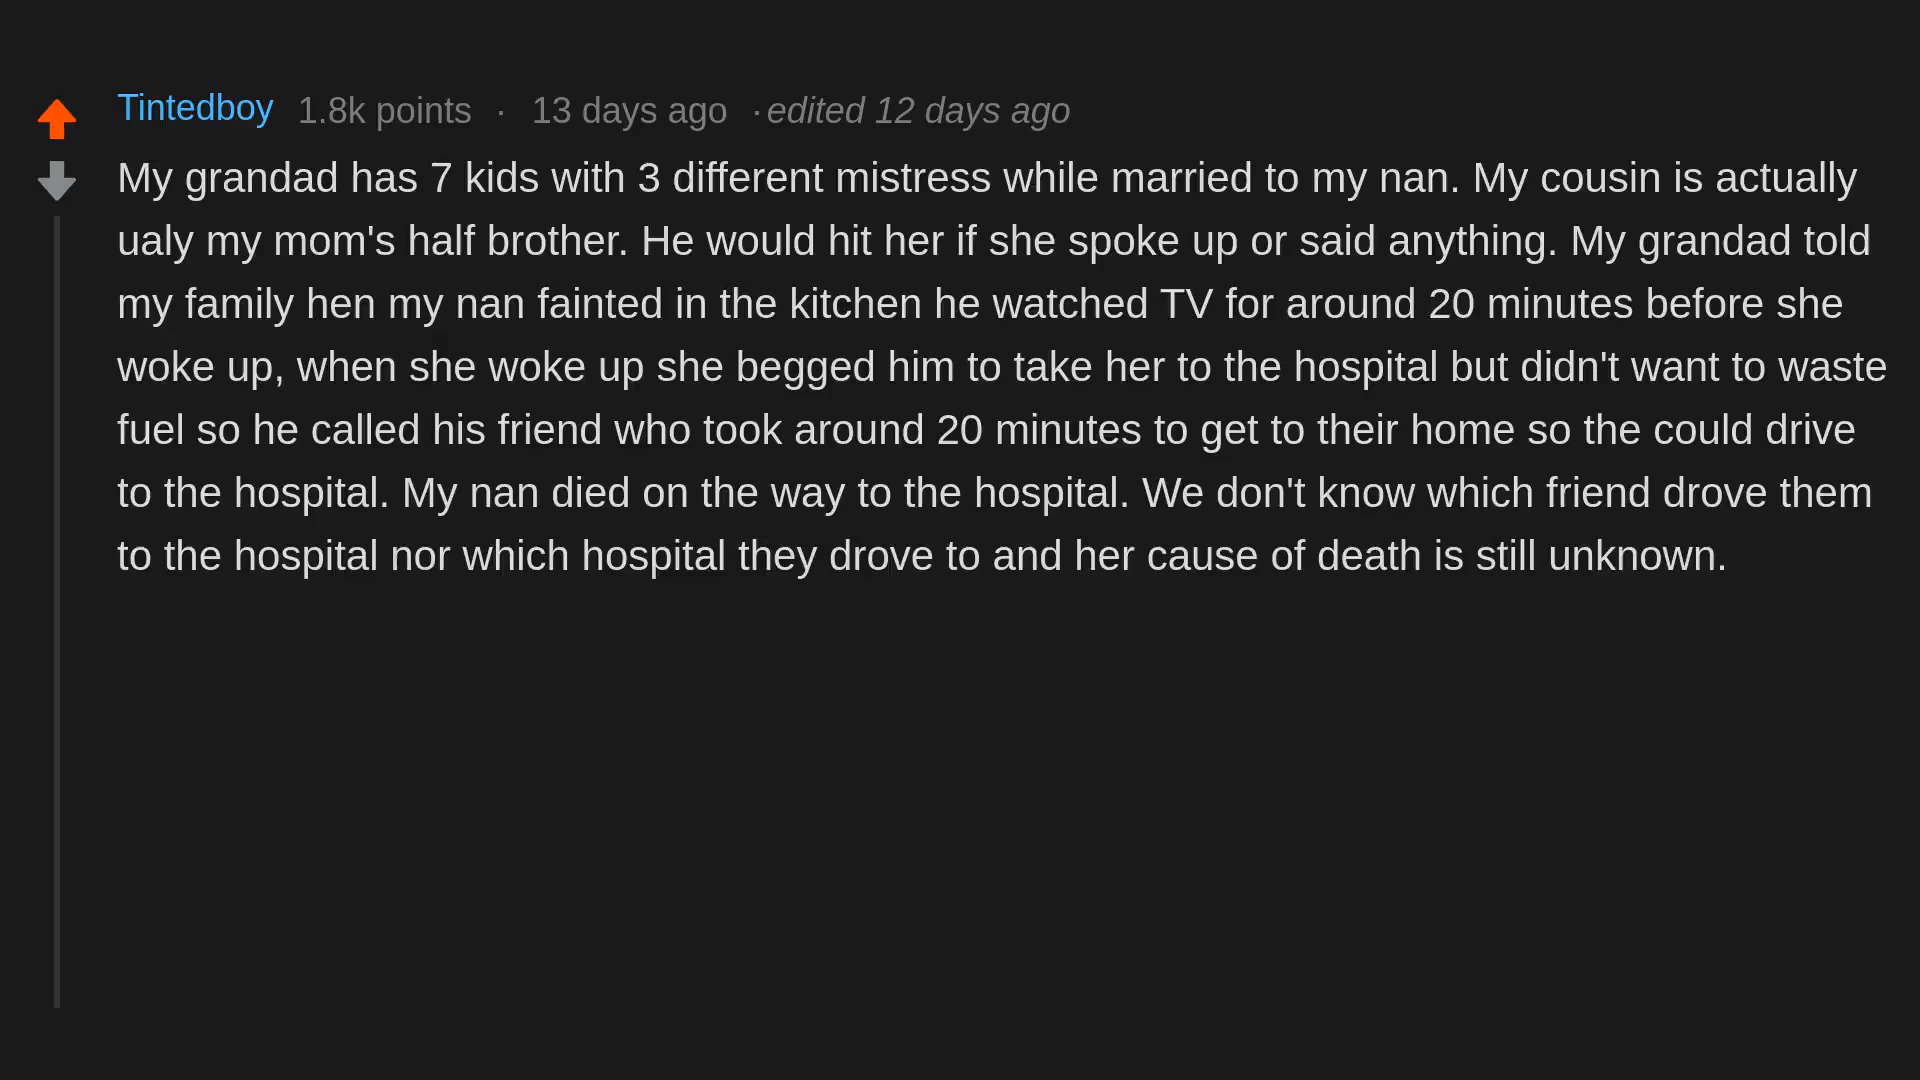 Tintedboy 1.8k points · 13 days ago · edited 12 days ago
My grandad has 7 kids with 3 different mistress while married to my nan. My cousin is actually
ualy my mom's half brother. He would hit her if she spoke up or said anything. My grandad told
my family hen my nan fainted in the kitchen he watched TV for around 20 minutes before she
woke up, when she woke up she begged him to take her to the hospital but didn't want to waste
fuel so he called his friend who took around 20 minutes to get to their home so the could drive
to the hospital. My nan died on the way to the hospital. We don't know which friend drove them
to the hospital nor which hospital they drove to and her cause of death is still unknown.